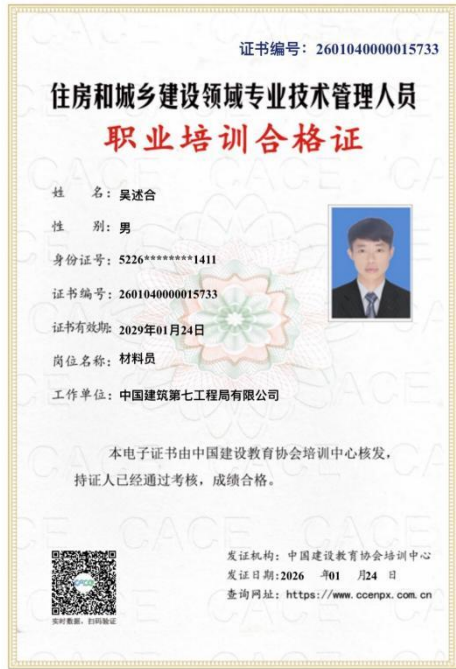 证书编号：2601040000015733
住房和城乡建设领域专业技术管理人员
职业培训合格证
姓 名：吴述合
性 别：男
身份证号：5226********1411
证书编号：2601040000015733
证书有效期：2029年01月24日
岗位名称：材料员
工作单位：中国建筑第七工程局有限公司
本电子证书由中国建设教育协会培训中心核发，
持证人已经通过考核，成绩合格。
发证机构：中国建设教育协会培训中心
发证日期：2026 年01 月24 日
查询网址：https://www.ccenpx.com.cn
实时数据，扫码验证
CACE